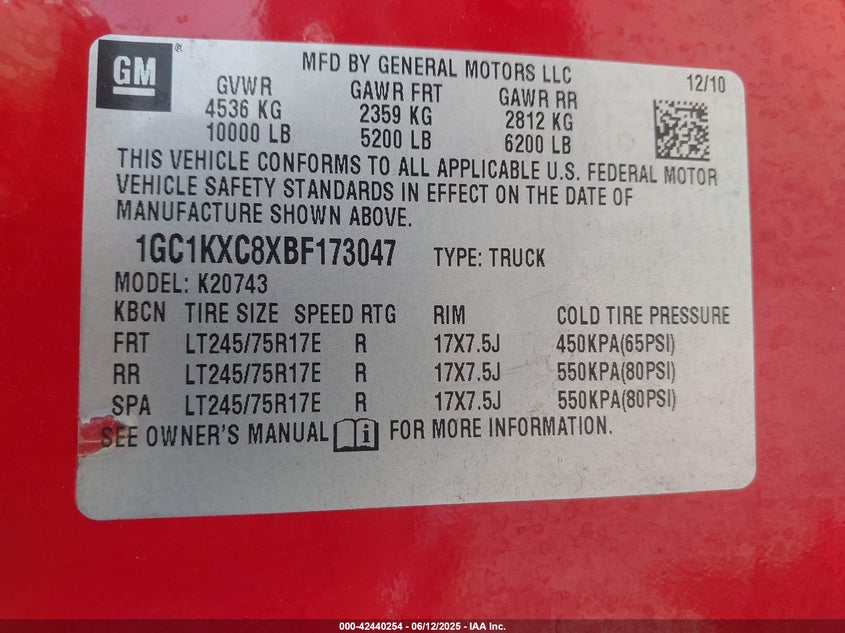 GM®
MFD BY GENERAL MOTORS LLC
12/10
GVWR GAWR FRT GAWR RR
4536 KG 2359 KG 2812 KG
10000 LB 5200 LB 6200 LB
THIS VEHICLE CONFORMS TO ALL APPLICABLE U.S. FEDERAL MOTOR
VEHICLE SAFETY STANDARDS IN EFFECT ON THE DATE OF
MANUFACTURE SHOWN ABOVE.
1GC1KXC8XBF173047 TYPE: TRUCK
MODEL: K20743
KBCN TIRE SIZE SPEED RTG RIM COLD TIRE PRESSURE
FRT LT245/75R17E R 17X7.5J 450KPA(65PSI)
RR LT245/75R17E R 17X7.5J 550KPA(80PSI)
SPA LT245/75R17E R 17X7.5J 550KPA(80PSI)
SEE OWNER'S MANUAL i FOR MORE INFORMATION.
000-42440254 - 06/12/2025 - IAA Inc.